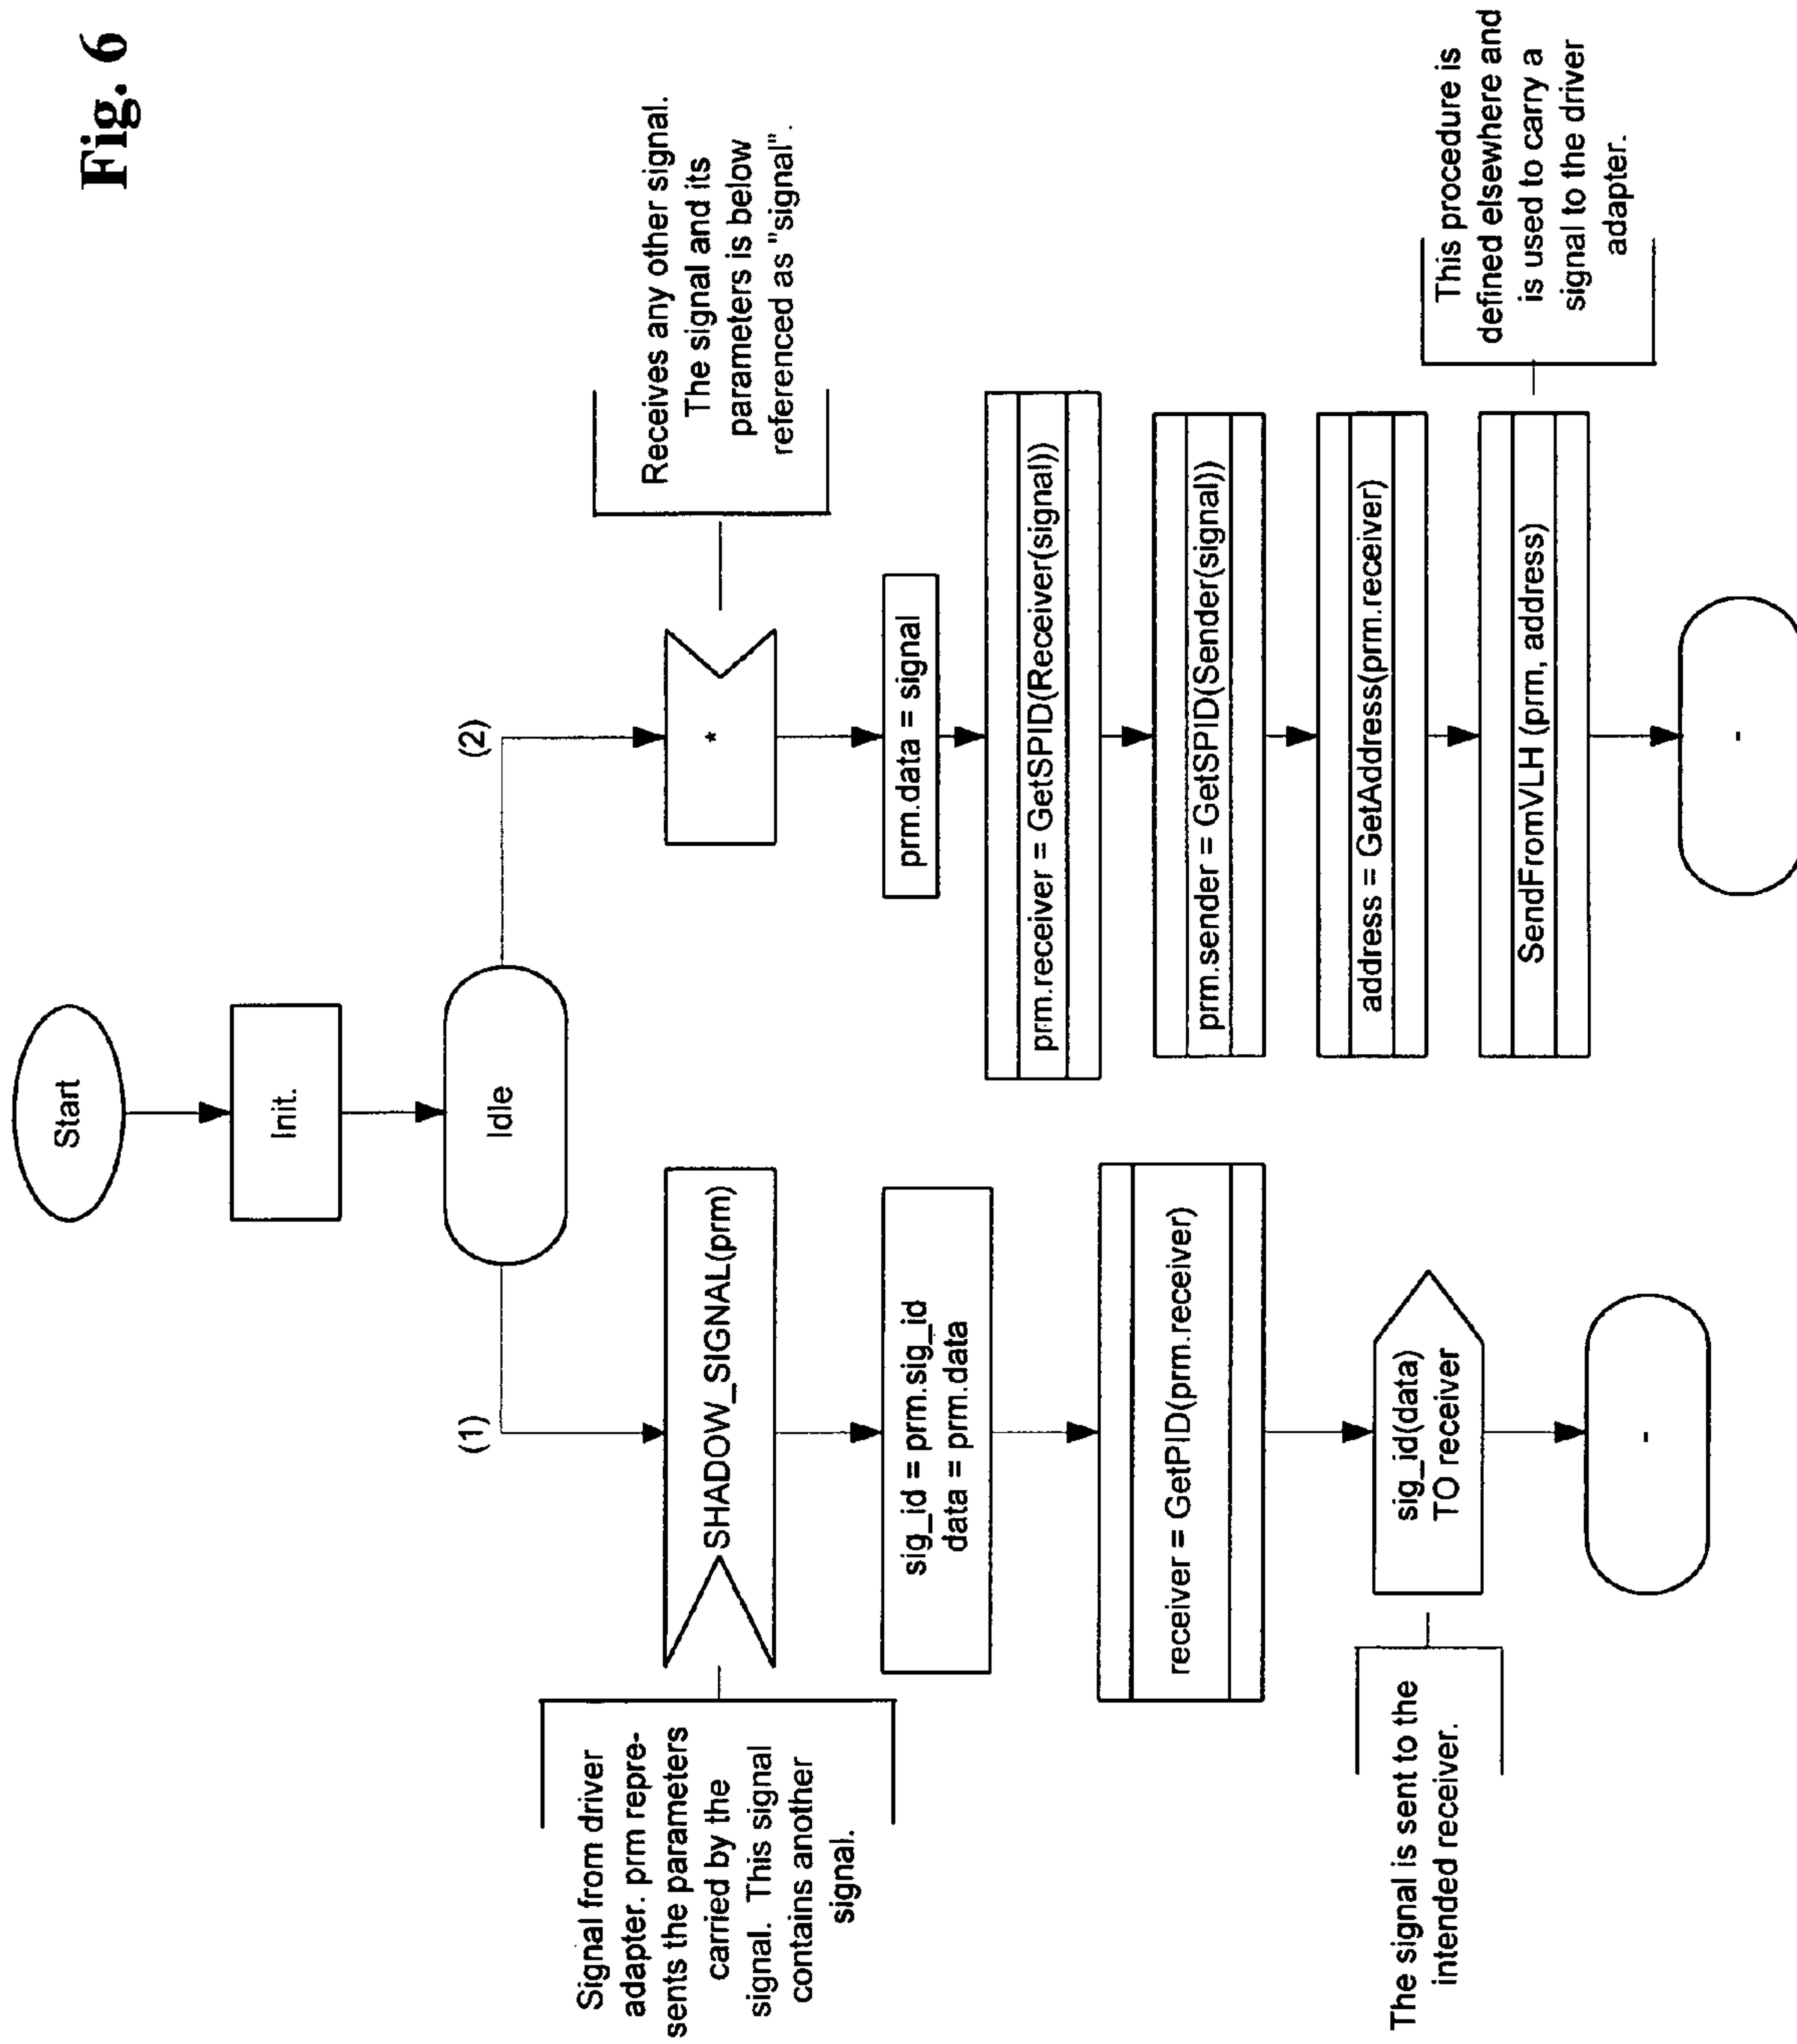 Fig. 6
Start
Init.
Idle
(1)
(2)
Signal from driver
adapter. prm repre-
sents the parameters
carried by the
signal. This signal
contains another
signal.
SHADOW_SIGNAL(prm)
sig_id = prm.sig_id
data = prm.data
receiver = GetPID(prm.receiver)
The signal is sent to the
intended receiver.
sig_id(data)
TO receiver
-
*
Receives any other signal.
The signal and its
parameters is below
referenced as "signal".
prm.data = signal
prm.receiver = GetSPID(Receiver(signal))
prm.sender = GetSPID(Sender(signal))
address = GetAddress(prm.receiver)
SendFromVLH (prm, address)
This procedure is
defined elsewhere and
is used to carry a
signal to the driver
adapter.
-